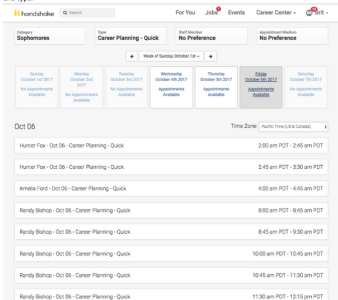 handshake Search For You Jobs Events Career Center Brit
Category Type Staff Member Appointment Medium
Sophomores Career Planning - Quick No Preference No Preference
Week of Sunday, October 1st
Sunday Monday Tuesday Wednesday Thursday Friday Saturday
October 1st 2017 October 2nd 2017 October 3rd 2017 October 4th 2017 October 5th 2017 October 6th 2017 October 7th 2017
No Appointments Available No Appointments Available No Appointments Available Appointments Available Appointments Available Appointments Available No Appointments Available
Oct 06 Time Zone: Pacific Time (US & Canada)
Hunter Fox - Oct 06 - Career Planning - Quick 2:00 am PDT - 2:45 am PDT
Hunter Fox - Oct 06 - Career Planning - Quick 2:45 am PDT - 3:30 am PDT
Amelia Ford - Oct 06 - Career Planning - Quick 4:00 am PDT - 4:45 am PDT
Randy Bishop - Oct 06 - Career Planning - Quick 8:00 am PDT - 8:45 am PDT
Randy Bishop - Oct 06 - Career Planning - Quick 8:45 am PDT - 9:30 am PDT
Randy Bishop - Oct 06 - Career Planning - Quick 10:00 am PDT - 10:45 am PDT
Randy Bishop - Oct 06 - Career Planning - Quick 10:45 am PDT - 11:30 am PDT
Randy Bishop - Oct 06 - Career Planning - Quick 11:30 am PDT - 12:15 pm PDT